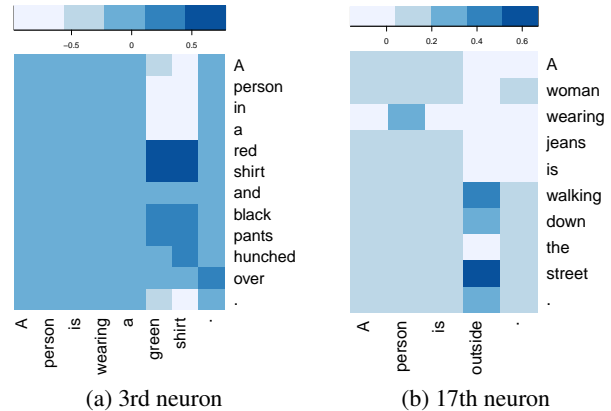 −0.5 0 0.5
A
person
in
a
red
shirt
and
black
pants
hunched
over
.
A person is wearing a green shirt .
(a) 3rd neuron
0 0.2 0.4 0.6
A
woman
wearing
jeans
is
walking
down
the
street
.
A person is outside .
(b) 17th neuron